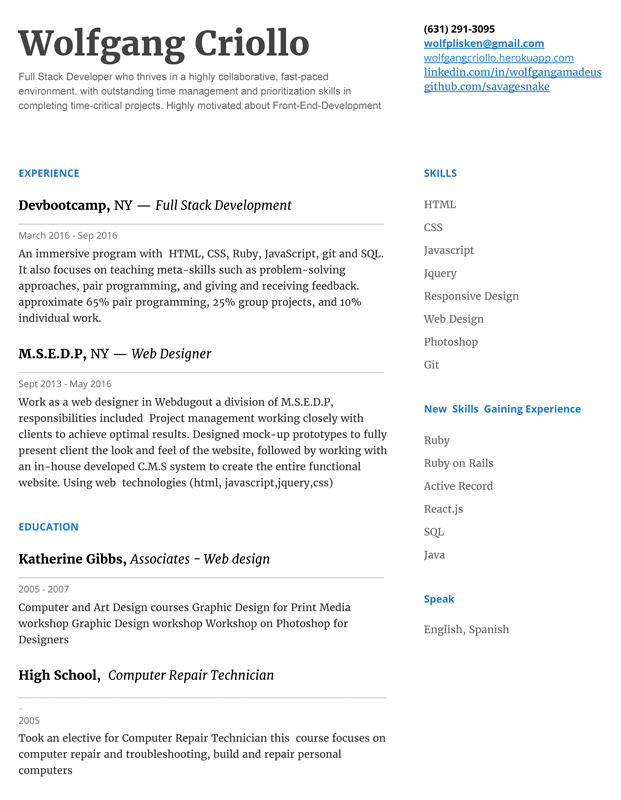 Wolfgang Criollo
Full Stack Developer who thrives in a highly collaborative, fast-paced
environment. with outstanding time management and prioritization skills in
completing time-critical projects. Highly motivated about Front-End-Development
(631) 291-3095
wolfplisken@gmail.com
wolfgangcriollo.herokuapp.com
linkedin.com/in/wolfgangamadeus
github.com/savagesnake
EXPERIENCE
Devbootcamp, NY — Full Stack Development
March 2016 - Sep 2016
An immersive program with  HTML, CSS, Ruby, JavaScript, git and SQL.
It also focuses on teaching meta-skills such as problem-solving
approaches, pair programming, and giving and receiving feedback.
approximate 65% pair programming, 25% group projects, and 10%
individual work.
M.S.E.D.P, NY — Web Designer
Sept 2013 - May 2016
Work as a web designer in Webdugout a division of M.S.E.D.P,
responsibilities included  Project management working closely with
clients to achieve optimal results. Designed mock-up prototypes to fully
present client the look and feel of the website, followed by working with
an in-house developed C.M.S system to create the entire functional
website. Using web  technologies (html, javascript,jquery,css)
EDUCATION
Katherine Gibbs, Associates - Web design
2005 - 2007
Computer and Art Design courses Graphic Design for Print Media
workshop Graphic Design workshop Workshop on Photoshop for
Designers
High School,  Computer Repair Technician
2005
Took an elective for Computer Repair Technician this  course focuses on
computer repair and troubleshooting, build and repair personal
computers
SKILLS
HTML
CSS
Javascript
Jquery
Responsive Design
Web Design
Photoshop
Git
New  Skills  Gaining Experience
Ruby
Ruby on Rails
Active Record
React.js
SQL
Java
Speak
English, Spanish